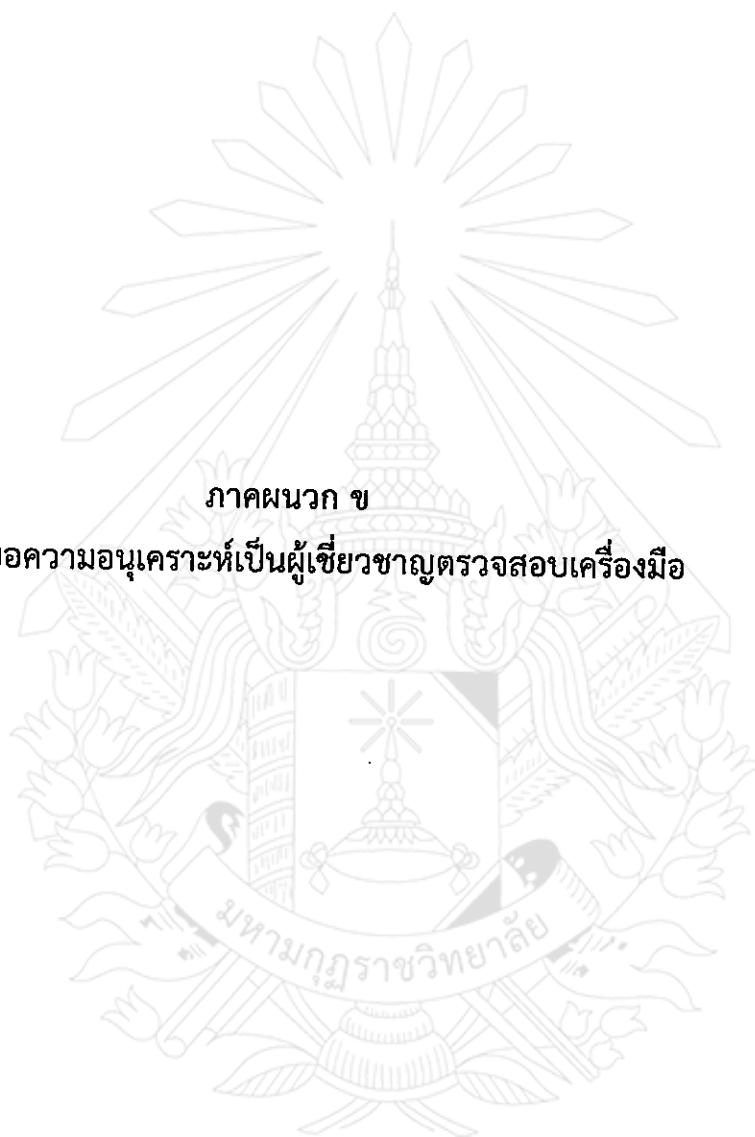 ภาคผนวก ข
ขอความอนุเคราะห์เป็นผู้เชี่ยวชาญตรวจสอบเครื่องมือ
มหามกุฏราชวิทยาลัย